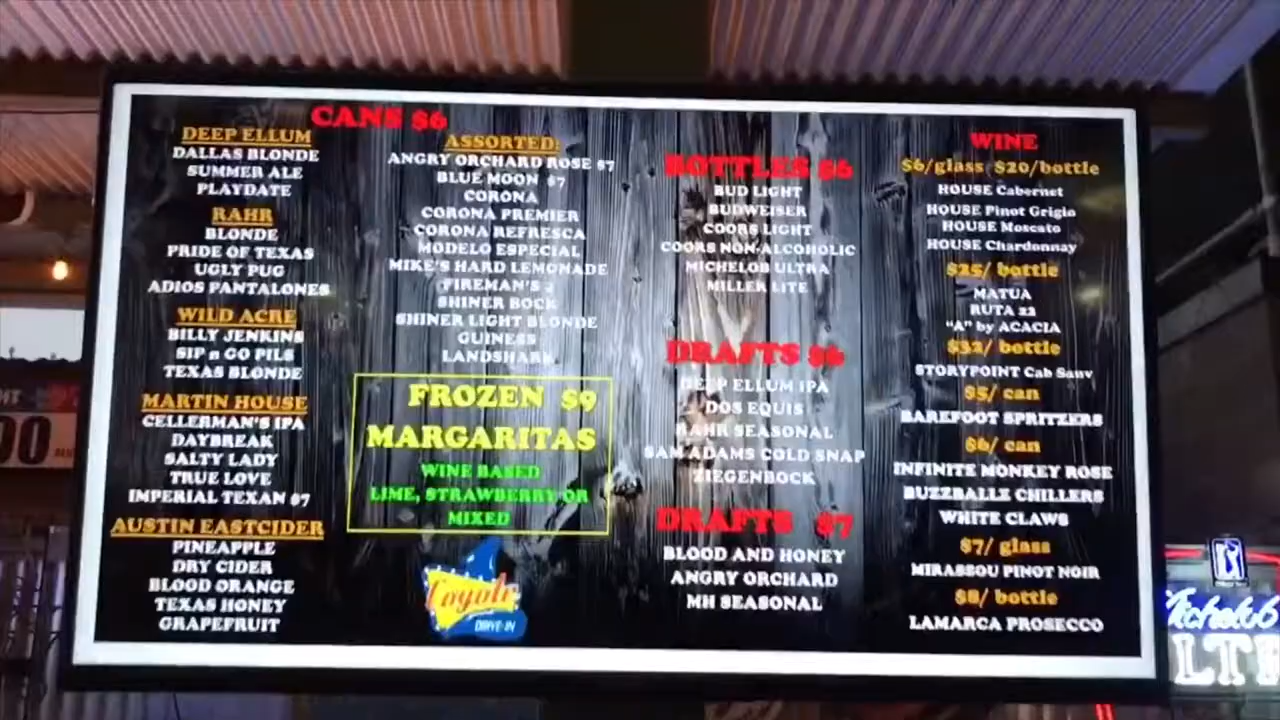 CANS $6
DEEP ELLUM
DALLAS BLONDE
SUMMER ALE
PLAYDATE
RAHR
BLONDE
PRIDE OF TEXAS
UGLY PUG
ADIOS PANTALONES
WILD ACRE
BILLY JENKINS
SIP n GO PILS
TEXAS BLONDE
MARTIN HOUSE
CELLERMAN'S IPA
DAYBREAK
SALTY LADY
TRUE LOVE
IMPERIAL TEXAN $7
AUSTIN EASTCIDER
PINEAPPLE
DRY CIDER
BLOOD ORANGE
TEXAS HONEY
GRAPEFRUIT
ASSORTED:
ANGRY ORCHARD ROSE $7
BLUE MOON $7
CORONA
CORONA PREMIER
CORONA REFRESCA
MODELO ESPECIAL
MIKE'S HARD LEMONADE
FIREMAN'S 4
SHINER BOCK
SHINER LIGHT BLONDE
GUINESS
LANDSHARK
FROZEN $9
MARGARITAS
WINE BASED
LIME, STRAWBERRY OR
MIXED
Coyote
DRIVE-IN
BOTTLES $6
BUD LIGHT
BUDWEISER
COORS LIGHT
COORS NON-ALCOHOLIC
MICHELOB ULTRA
MILLER LITE
DRAFTS $6
DEEP ELLUM IPA
DOS EQUIS
RAHR SEASONAL
SAM ADAMS COLD SNAP
ZIEGENBOCK
DRAFTS $7
BLOOD AND HONEY
ANGRY ORCHARD
MH SEASONAL
WINE
$6/glass $20/bottle
HOUSE Cabernet
HOUSE Pinot Grigio
HOUSE Moscato
HOUSE Chardonnay
$25/ bottle
MATUA
RUTA 22
"A" by ACACIA
$32/ bottle
STORYPOINT Cab Sauv
$5/ can
BAREFOOT SPRITZERS
$6/ can
INFINITE MONKEY ROSE
BUZZBALLZ CHILLERS
WHITE CLAWS
$7/ glass
MIRASSOU PINOT NOIR
$8/ bottle
LAMARCA PROSECCO
Michelob